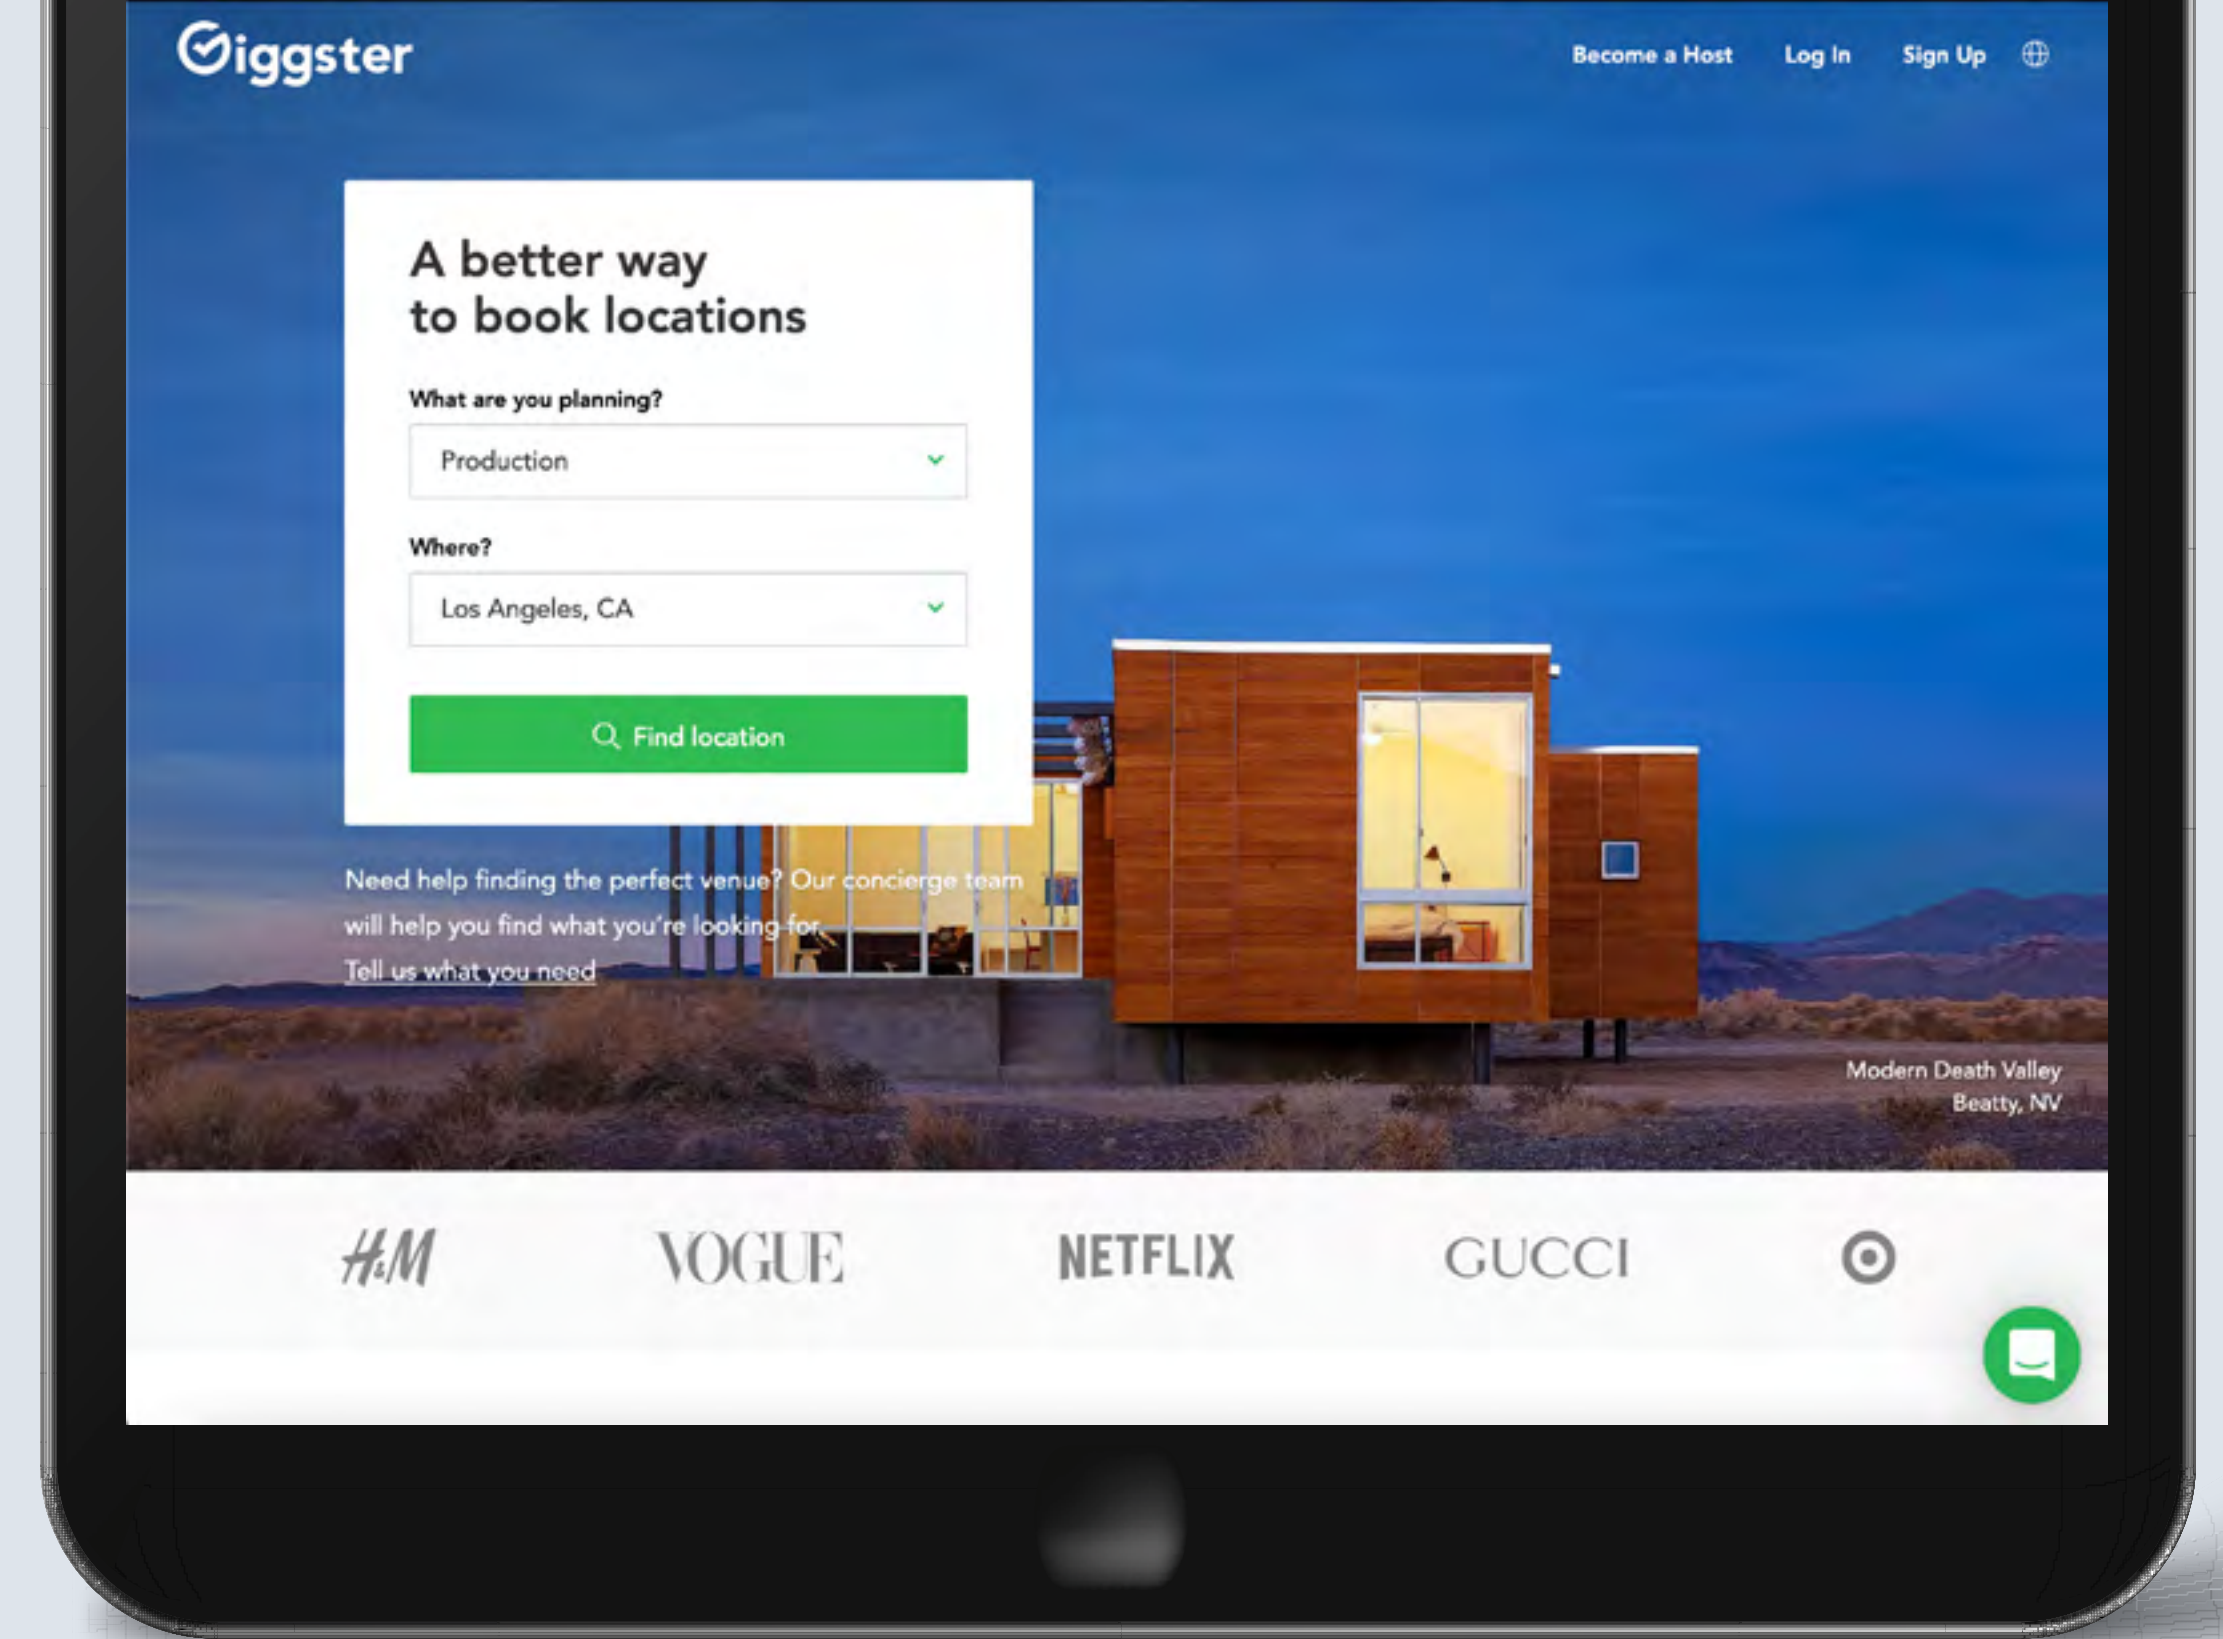 Giggster
Become a Host
Log In
Sign Up
A better way
to book locations
What are you planning?
Production
Where?
Los Angeles, CA
Find location
Need help finding the perfect venue? Our concierge team
will help you find what you're looking for.
Tell us what you need
Modern Death Valley
Beatty, NV
H&M
VOGUE
NETFLIX
GUCCI